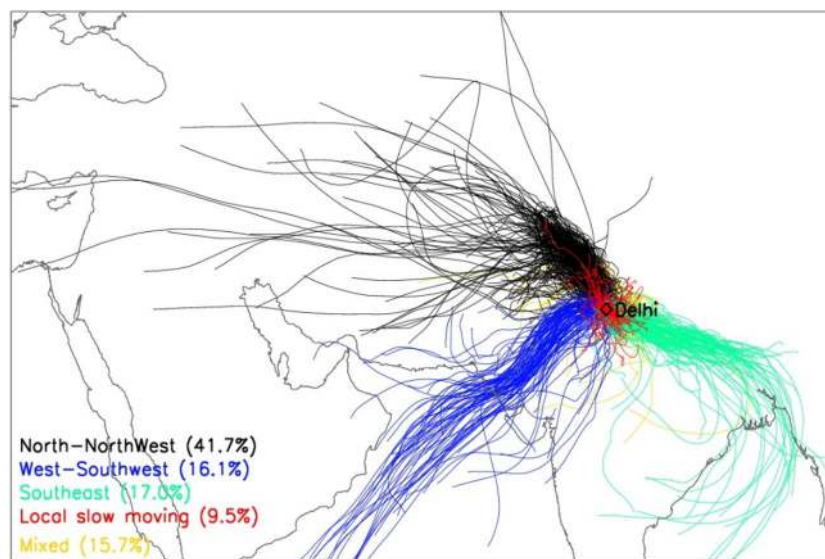 Delhi
North-NorthWest (41.7%)
West-Southwest (16.1%)
Southeast (17.0%)
Local slow moving (9.5%)
Mixed (15.7%)